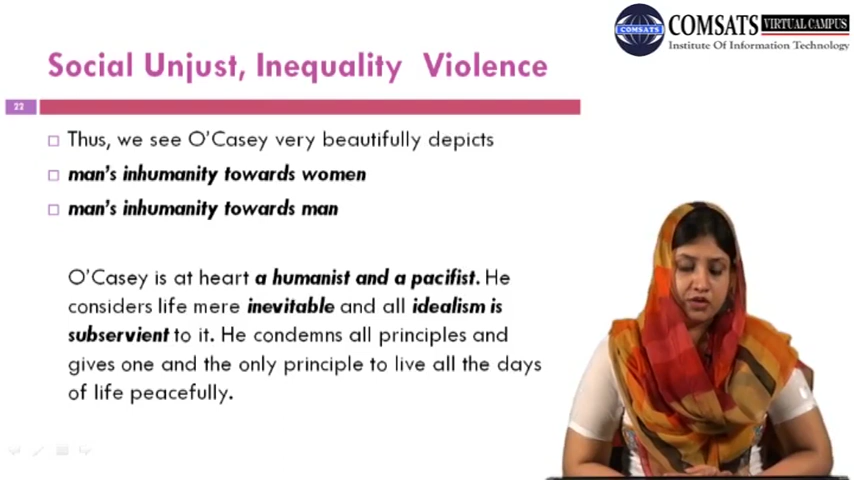 COMSATS
COMSATS VIRTUAL CAMPUS
Institute Of Information Technology
Social Unjust, Inequality Violence
22
Thus, we see O'Casey very beautifully depicts
man's inhumanity towards women
man's inhumanity towards man
O'Casey is at heart a humanist and a pacifist. He
considers life mere inevitable and all idealism is
subservient to it. He condemns all principles and
gives one and the only principle to live all the days
of life peacefully.